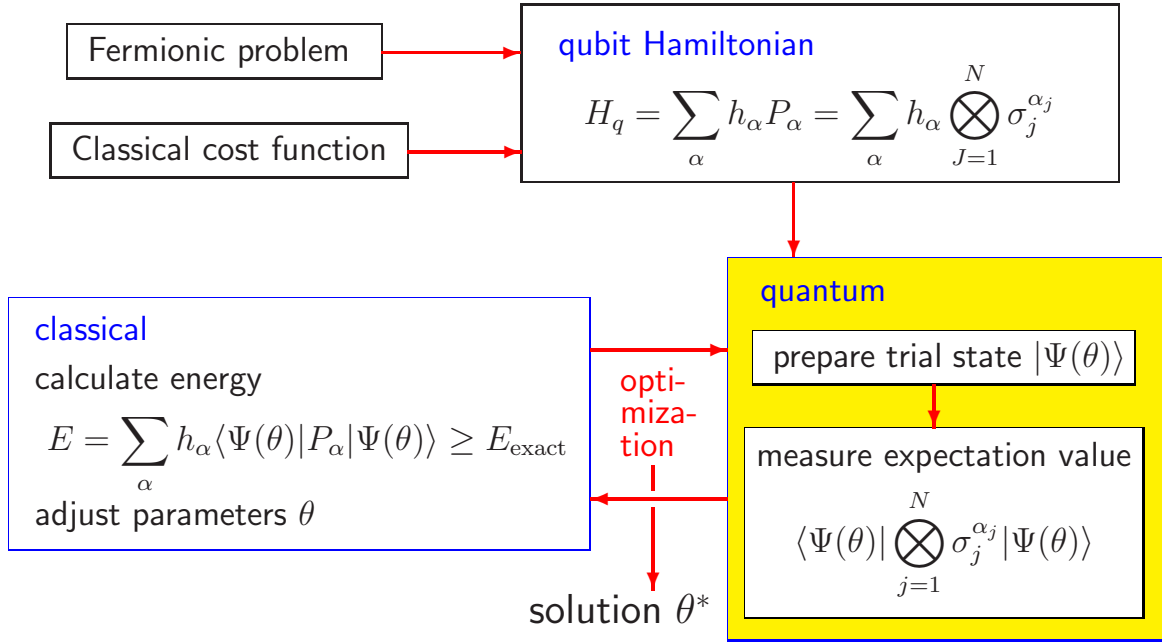 Fermionic problem
Classical cost function
qubit Hamiltonian
$H_q = \sum_{\alpha} h_\alpha P_\alpha = \sum_{\alpha} h_\alpha \bigotimes_{J=1}^{N} \sigma_j^{\alpha_j}$
classical
calculate energy
$E = \sum_{\alpha} h_\alpha \langle\Psi(\theta)|P_\alpha|\Psi(\theta)\rangle \geq E_{\text{exact}}$
adjust parameters $\theta$
opti-
miza-
tion
solution $\theta^*$
quantum
prepare trial state $|\Psi(\theta)\rangle$
measure expectation value
$\langle\Psi(\theta)| \bigotimes_{j=1}^{N} \sigma_j^{\alpha_j} |\Psi(\theta)\rangle$